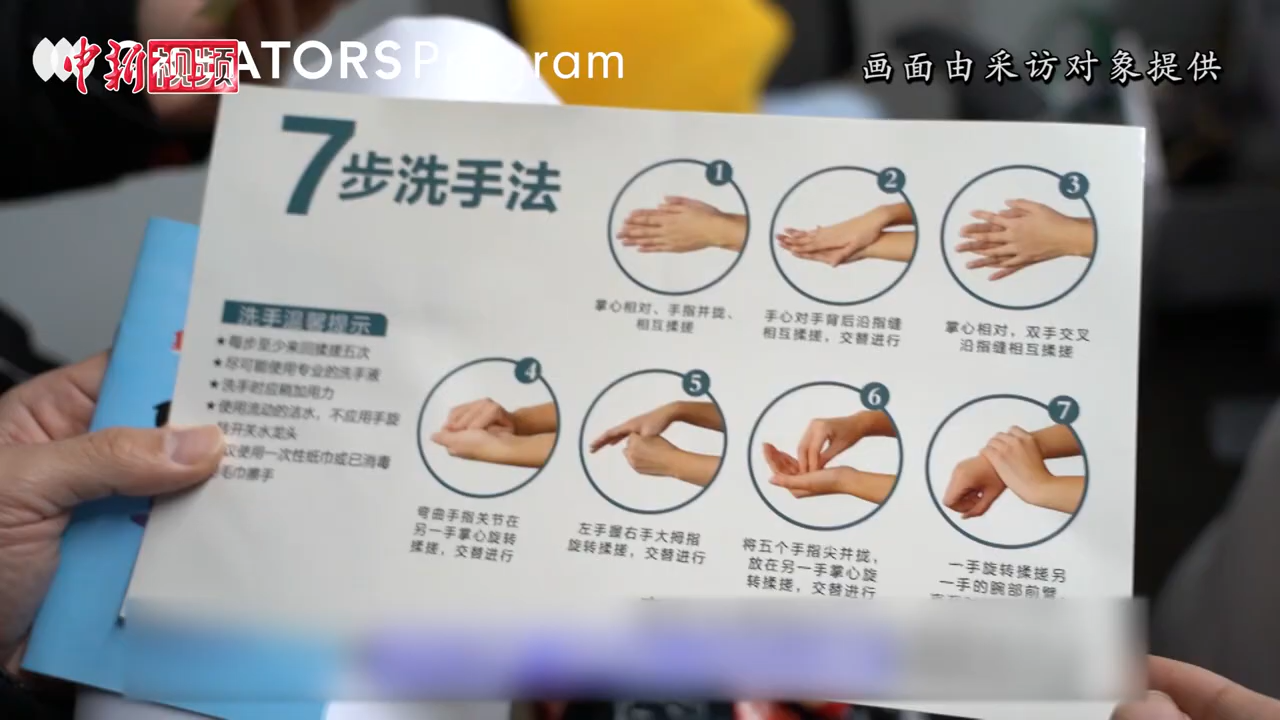 中新视频
ATORS Program
画面由采访对象提供
7步洗手法
1
掌心相对、手指并拢、
相互揉搓
2
手心对手背后沿指缝
相互揉搓，交替进行
3
掌心相对，双手交叉
沿指缝相互揉搓
洗手温馨提示
★每步至少来回揉搓五次
★尽可能使用专业的洗手液
★洗手时应稍加用力
★使用流动的洁水，不应用手旋
开关水龙头
使用一次性纸巾或已消毒
毛巾擦手
4
弯曲手指关节在
另一手掌心旋转
揉搓，交替进行
5
左手握右手大拇指
旋转揉搓，交替进行
6
将五个手指尖并拢，
放在另一手掌心旋
转揉搓，交替进行
7
一手旋转揉搓另
一手的腕部前臂，